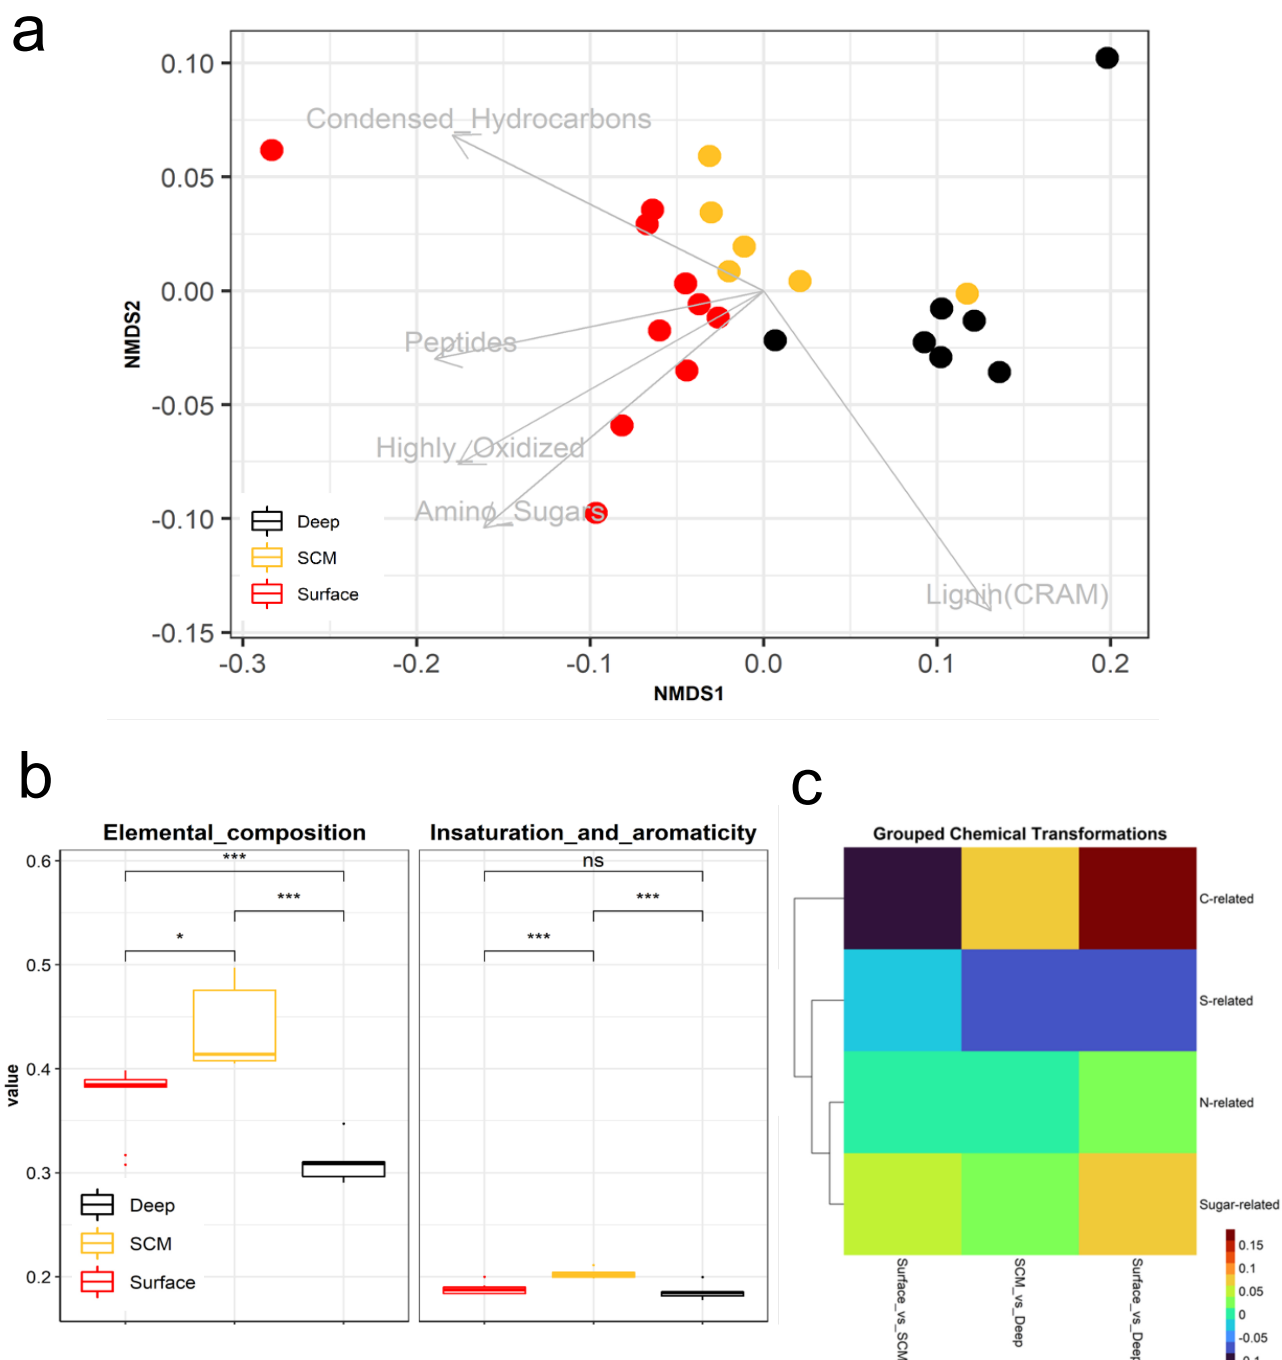 a
0.10
0.05
0.00
-0.05
-0.10
-0.15
NMDS2
Condensed_Hydrocarbons
Peptides
Highly_Oxidized
Amino_Sugars
Lignin(CRAM)
Deep
SCM
Surface
-0.3 -0.2 -0.1 0.0 0.1 0.2
NMDS1
b
Elemental_composition Insaturation_and_aromaticity
0.6
0.5
0.4
0.3
0.2
value
***
***
*
ns
***
***
Deep
SCM
Surface
c
Grouped Chemical Transformations
C-related
S-related
N-related
Sugar-related
Surface_vs_SCM
SCM_vs_Deep
Surface_vs_Deep
0.15
0.1
0.05
0
-0.05
-0.1